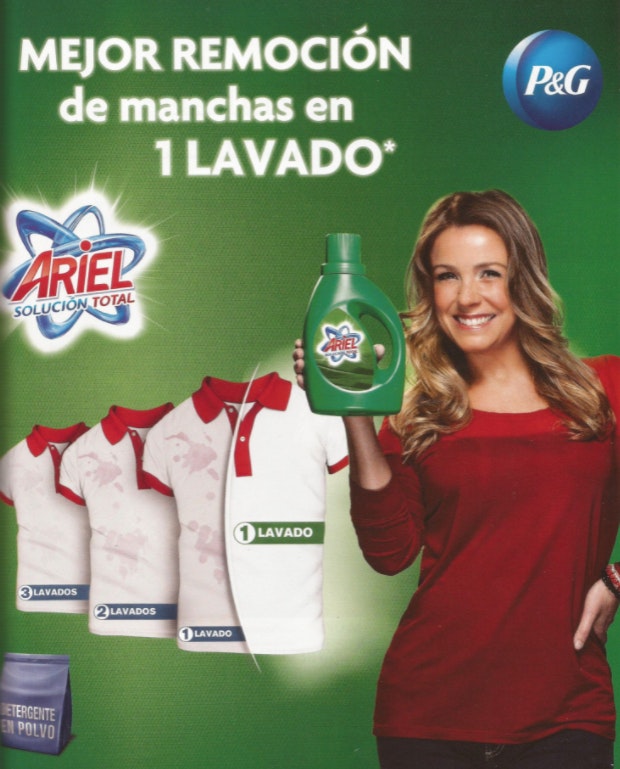 MEJOR REMOCIÓN
de manchas en
1 LAVADO*
P&G
ARIEL
SOLUCIÓN TOTAL
ARIEL
1 LAVADO
3 LAVADOS
2 LAVADOS
1 LAVADO
DETERGENTE
EN POLVO